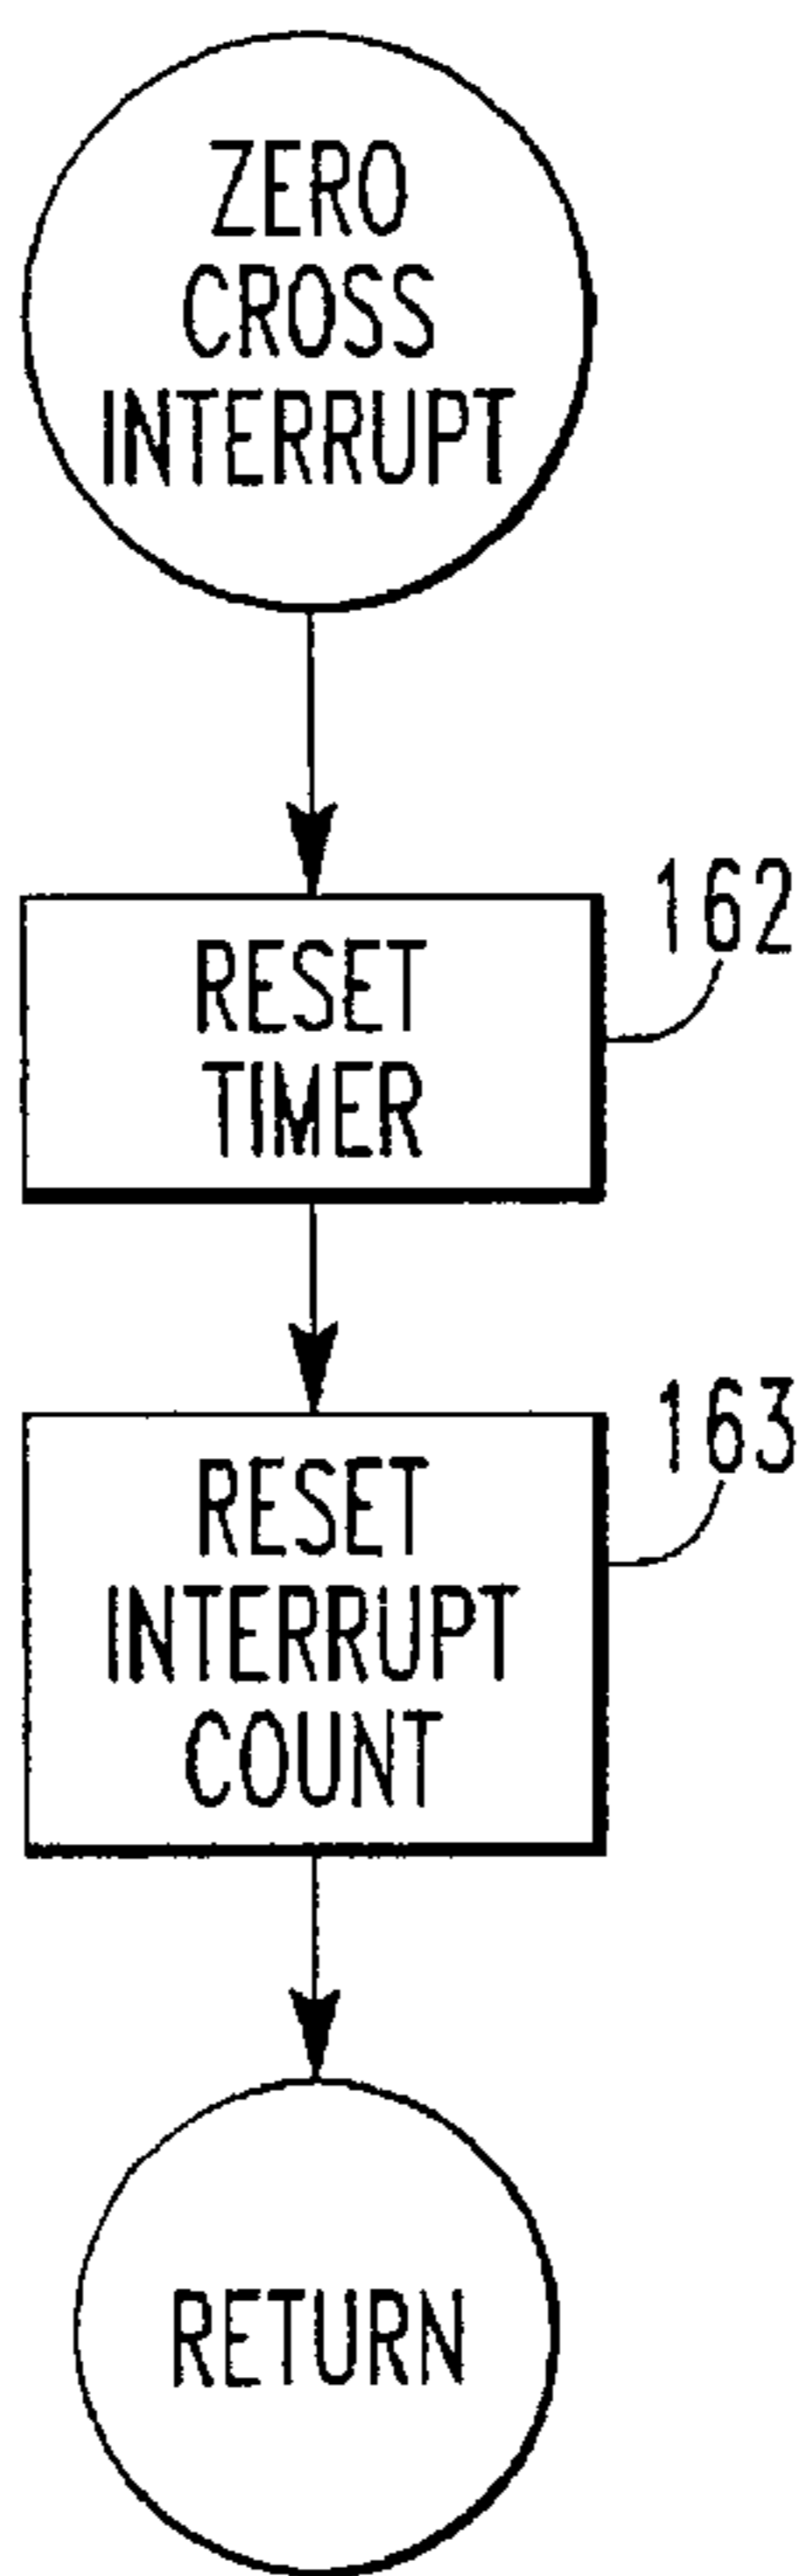 ZERO
CROSS
INTERRUPT
162
RESET
TIMER
163
RESET
INTERRUPT
COUNT
RETURN